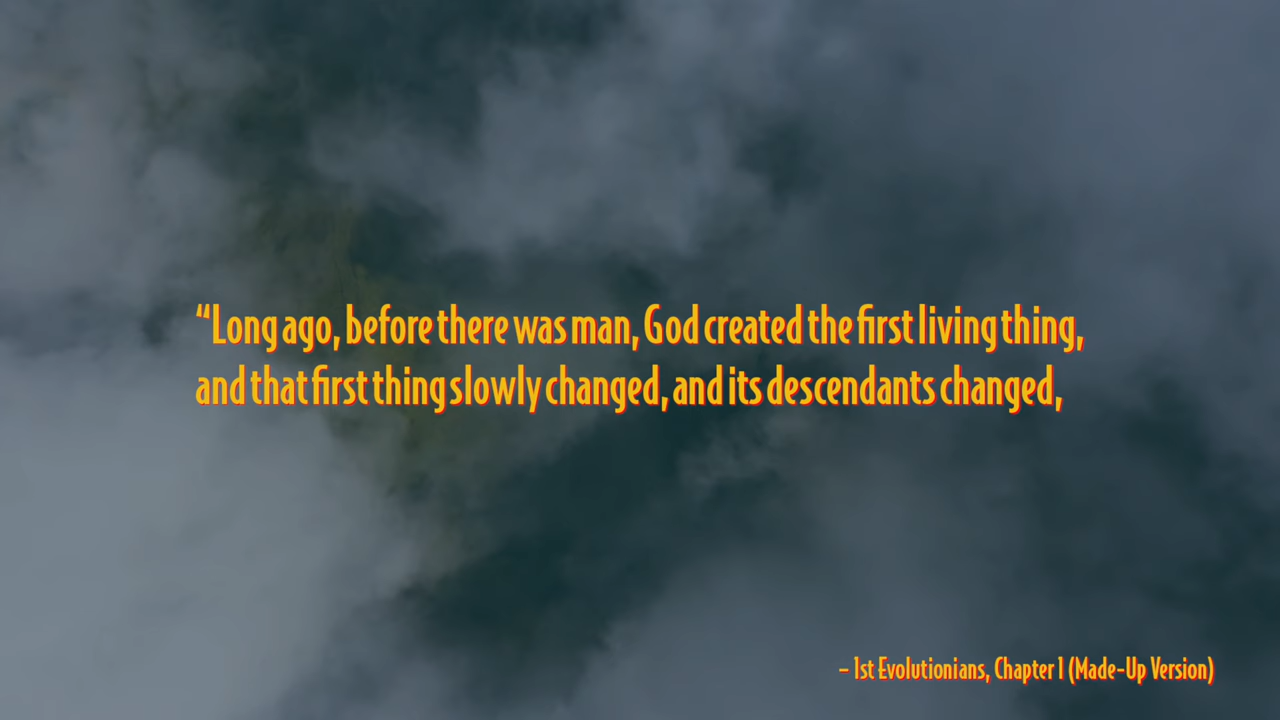 “Long ago, before there was man, God created the first living thing,
and that first thing slowly changed, and its descendants changed,
– 1st Evolutionians, Chapter 1 (Made-Up Version)